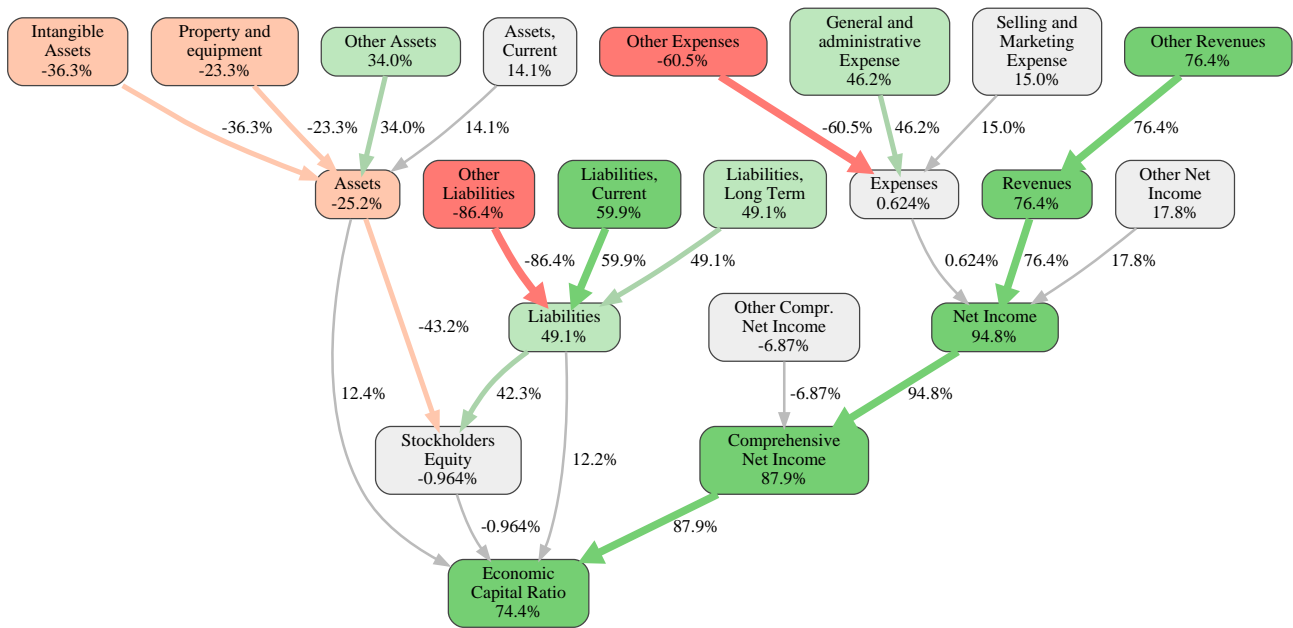 Intangible
Assets
-36.3%
Property and
equipment
-23.3%
Other Assets
34.0%
Assets,
Current
14.1%
Other Expenses
-60.5%
General and
administrative
Expense
46.2%
Selling and
Marketing
Expense
15.0%
Other Revenues
76.4%
-36.3%
-23.3%
34.0%
14.1%
-60.5%
46.2%
15.0%
76.4%
Assets
-25.2%
Other
Liabilities
-86.4%
Liabilities,
Current
59.9%
Liabilities,
Long Term
49.1%
Expenses
0.624%
Revenues
76.4%
Other Net
Income
17.8%
-86.4%
59.9%
49.1%
0.624%
76.4%
17.8%
Liabilities
49.1%
Other Compr.
Net Income
-6.87%
Net Income
94.8%
-43.2%
12.4%
42.3%
-6.87%
94.8%
Stockholders
Equity
-0.964%
12.2%
Comprehensive
Net Income
87.9%
-0.964%
87.9%
Economic
Capital Ratio
74.4%